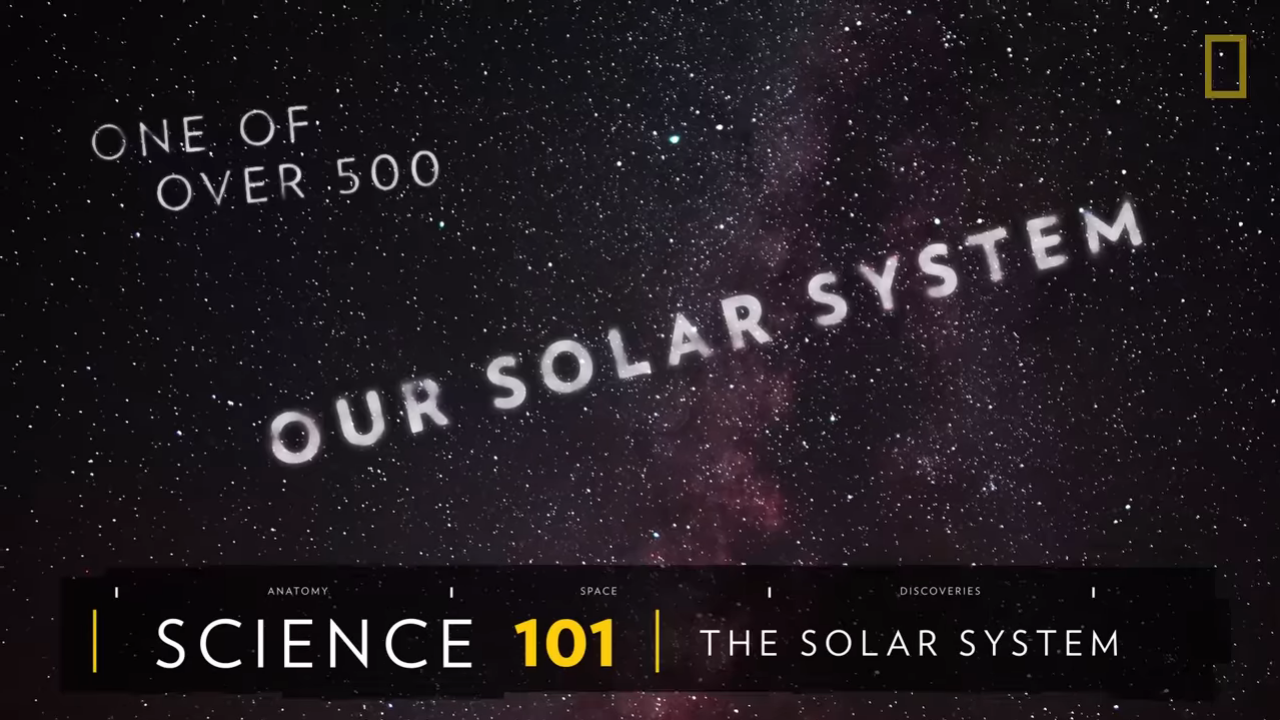 ONE OF
OVER 500
OUR SOLAR SYSTEM
ANATOMY SPACE DISCOVERIES
SCIENCE 101 THE SOLAR SYSTEM